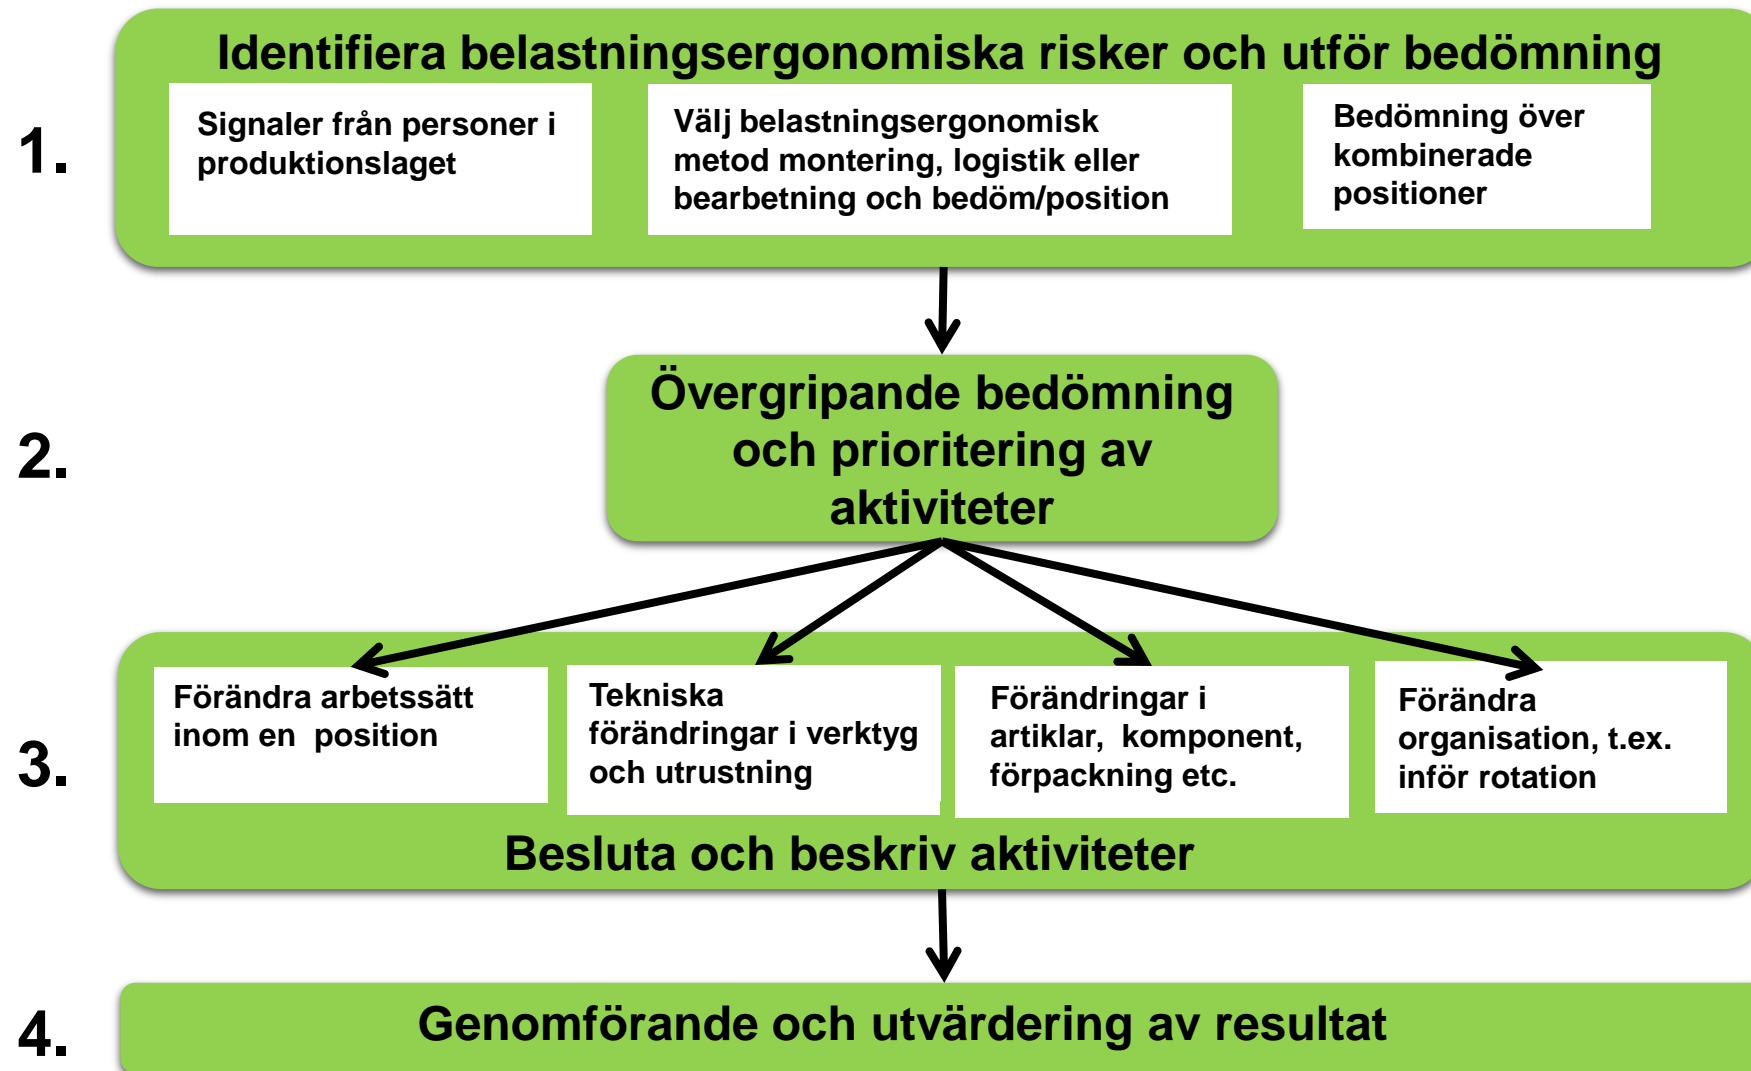 Identifiera belastningsergonomiska risker och utför bedömning
1.
Signaler från personer i
produktionslaget
Välj belastningsergonomisk
metod montering, logistik eller
bearbetning och bedöm/position
Bedömning över
kombinerade
positioner
2.
Övergripande bedömning
och prioritering av
aktiviteter
3.
Förändra arbetssätt
inom en  position
Tekniska
förändringar i verktyg
och utrustning
Förändringar i
artiklar,  komponent,
förpackning etc.
Förändra
organisation, t.ex.
inför rotation
Besluta och beskriv aktiviteter
4.
Genomförande och utvärdering av resultat